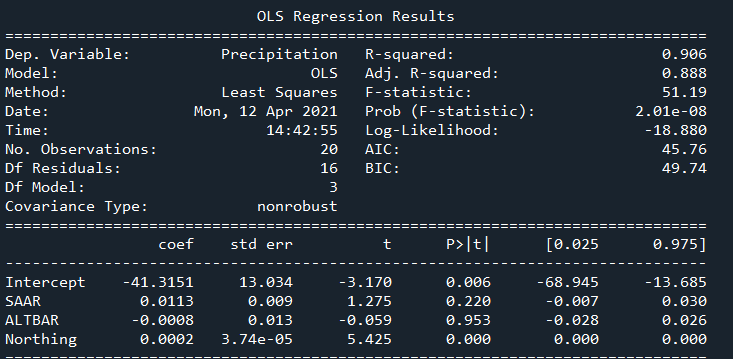 OLS Regression Results
==============================================================================
Dep. Variable:          Precipitation   R-squared:                       0.906
Model:                            OLS   Adj. R-squared:                  0.888
Method:                 Least Squares   F-statistic:                     51.19
Date:                Mon, 12 Apr 2021   Prob (F-statistic):           2.01e-08
Time:                        14:42:55   Log-Likelihood:                -18.880
No. Observations:                  20   AIC:                             45.76
Df Residuals:                      16   BIC:                             49.74
Df Model:                           3
Covariance Type:            nonrobust
==============================================================================
                 coef    std err          t      P>|t|      [0.025      0.975]
------------------------------------------------------------------------------
Intercept    -41.3151     13.034     -3.170      0.006     -68.945     -13.685
SAAR           0.0113      0.009      1.275      0.220      -0.007       0.030
ALTBAR        -0.0008      0.013     -0.059      0.953      -0.028       0.026
Northing       0.0002   3.74e-05      5.425      0.000       0.000       0.000
------------------------------------------------------------------------------